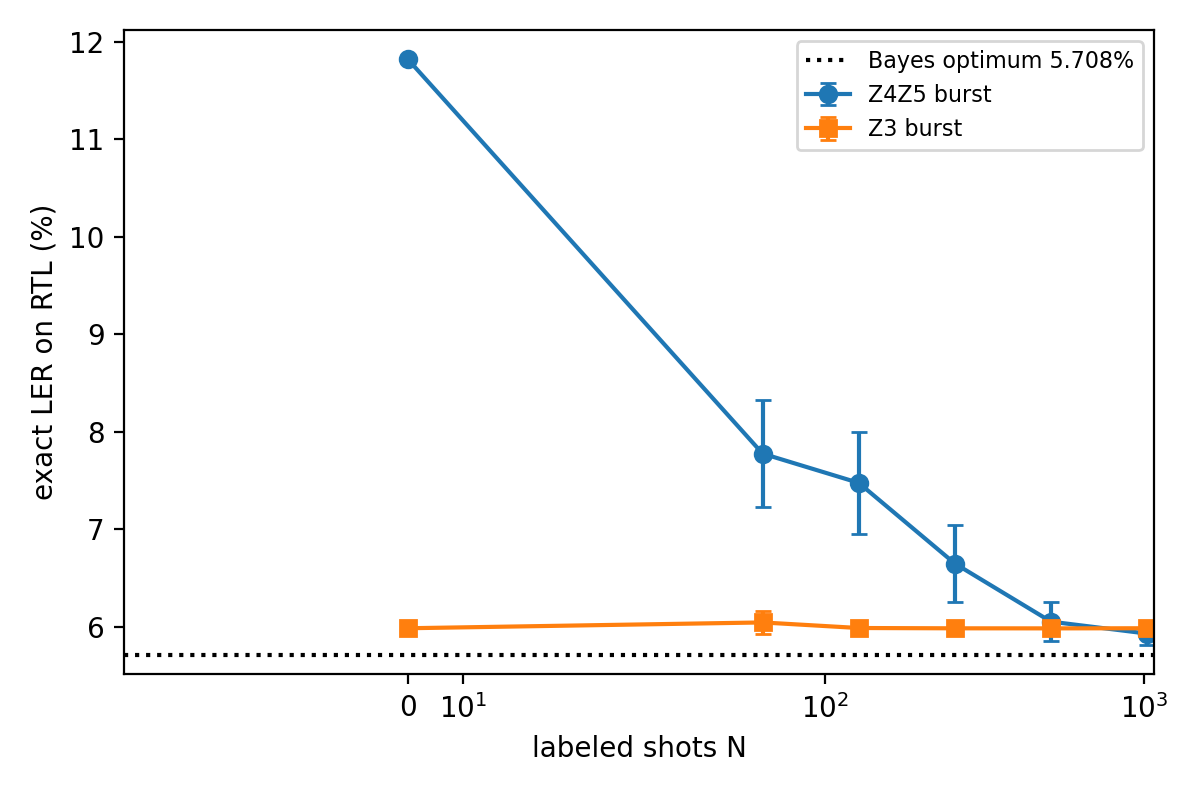 12
11
10
9
8
7
6
exact LER on RTL (%)
Bayes optimum 5.708%
Z4Z5 burst
Z3 burst
0 10¹ 10² 10³
labeled shots N